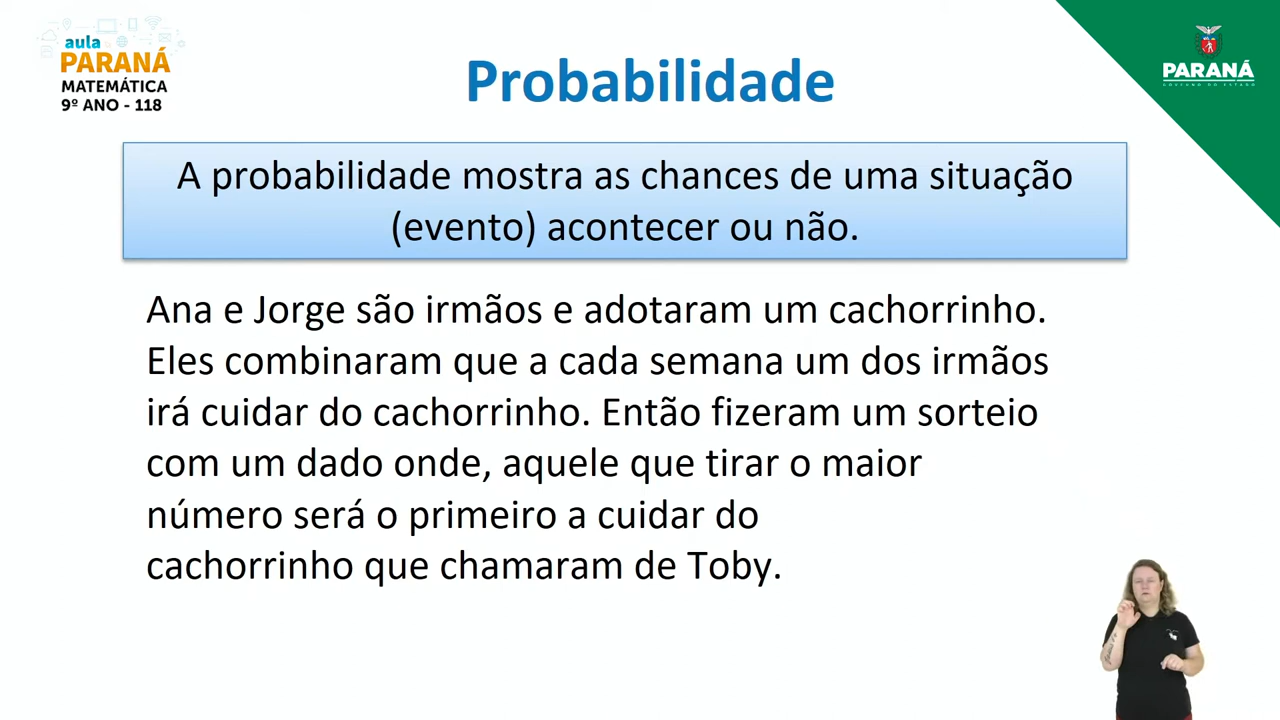 aula
PARANÁ
MATEMÁTICA
9º ANO - 118
Probabilidade
PARANÁ
GOVERNO DO ESTADO
A probabilidade mostra as chances de uma situação
(evento) acontecer ou não.
Ana e Jorge são irmãos e adotaram um cachorrinho.
Eles combinaram que a cada semana um dos irmãos
irá cuidar do cachorrinho. Então fizeram um sorteio
com um dado onde, aquele que tirar o maior
número será o primeiro a cuidar do
cachorrinho que chamaram de Toby.